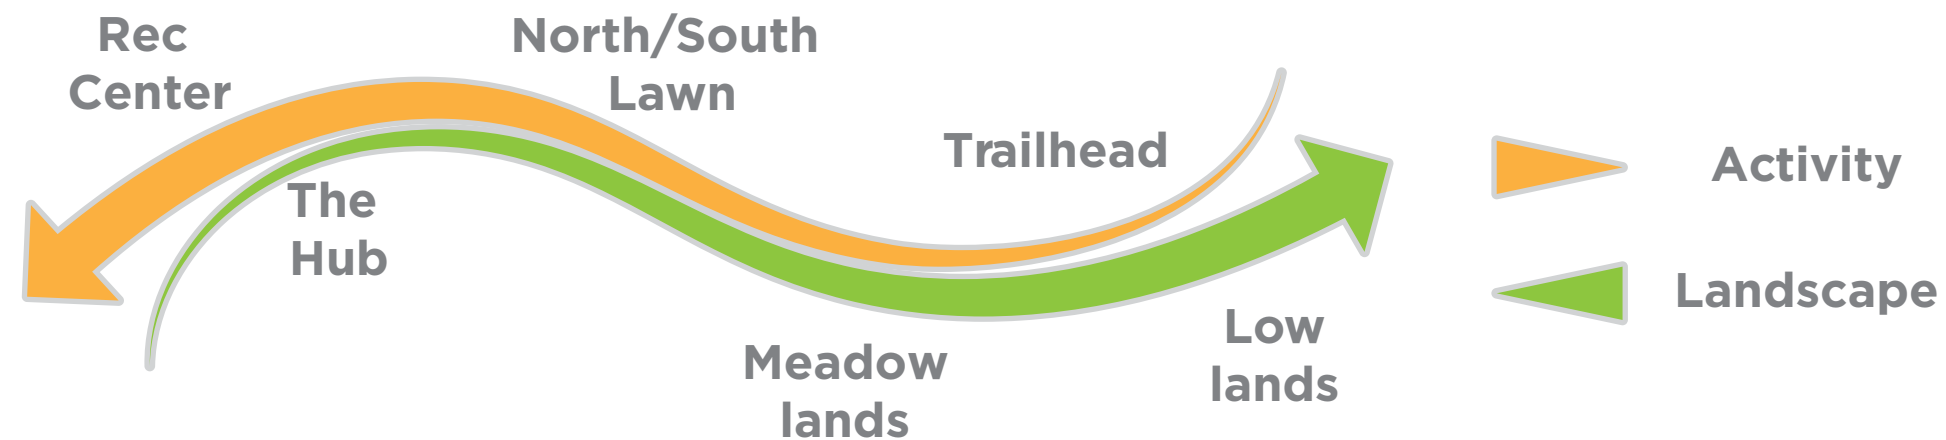 Rec
Center
North/South
Lawn
The
Hub
Trailhead
Meadow
lands
Low
lands
Activity
Landscape